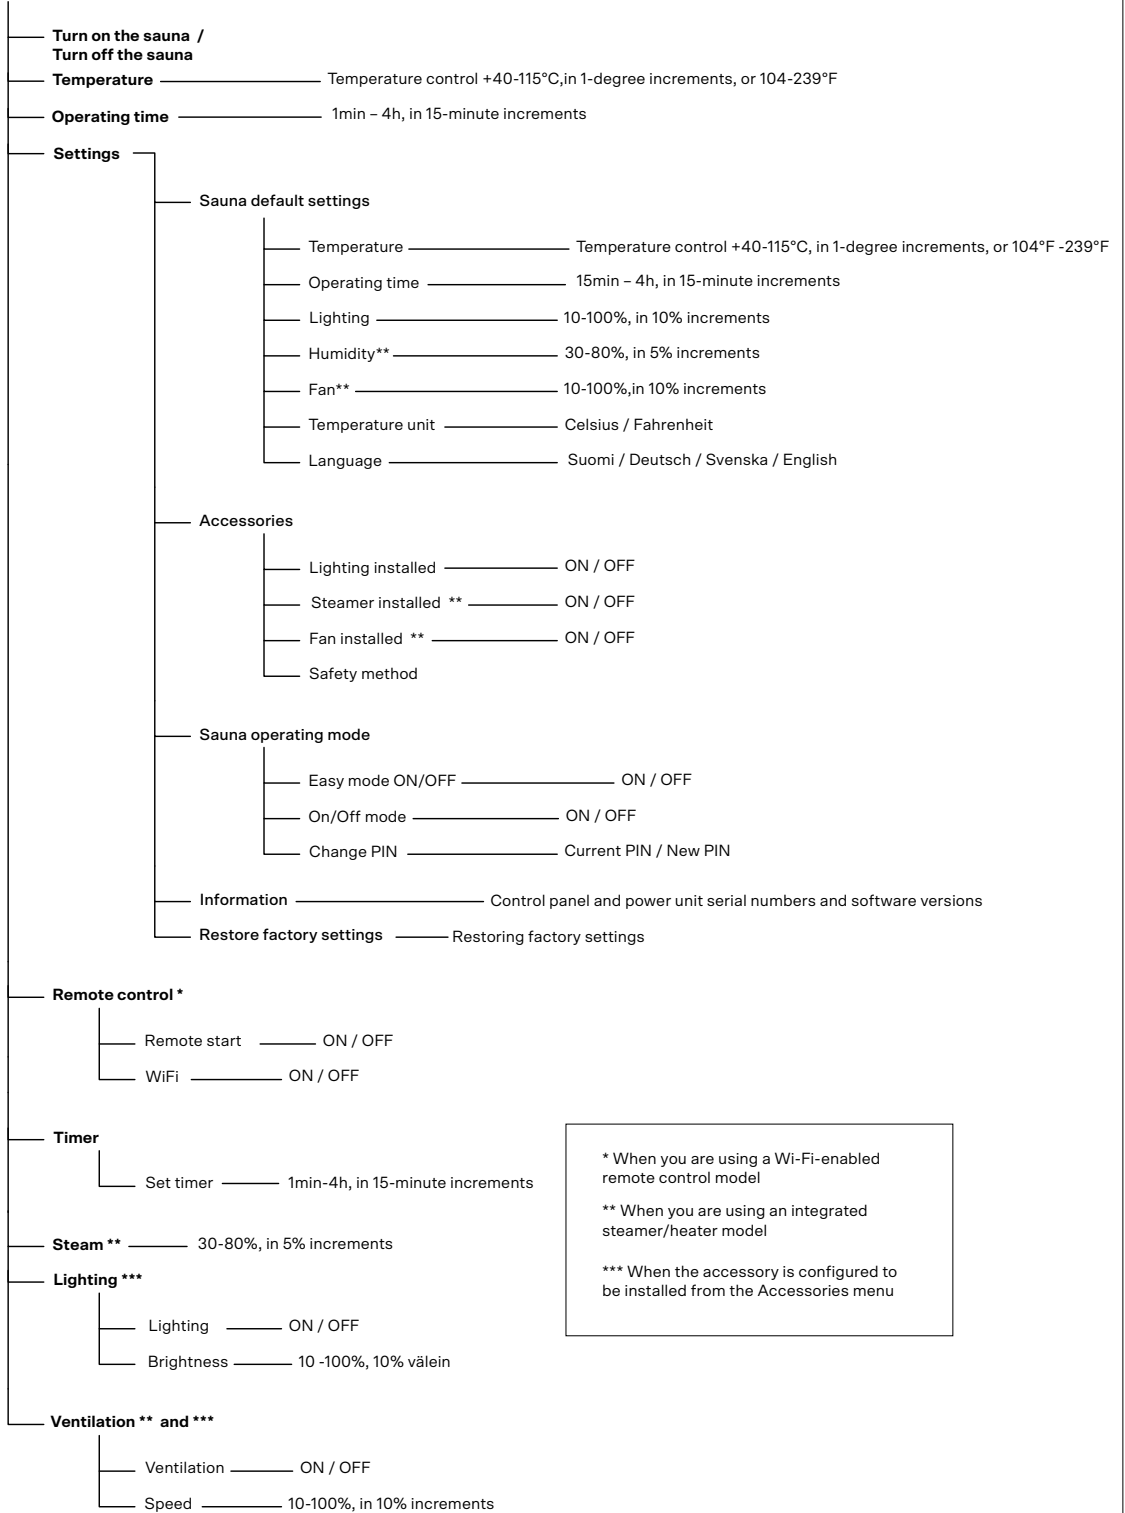 Turn on the sauna /
Turn off the sauna
Temperature Temperature control +40-115°C,in 1-degree increments, or 104-239°F
Operating time 1min – 4h, in 15-minute increments
Settings
Sauna default settings
Temperature Temperature control +40-115°C, in 1-degree increments, or 104°F -239°F
Operating time 15min – 4h, in 15-minute increments
Lighting 10-100%, in 10% increments
Humidity** 30-80%, in 5% increments
Fan** 10-100%,in 10% increments
Temperature unit Celsius / Fahrenheit
Language Suomi / Deutsch / Svenska / English
Accessories
Lighting installed ON / OFF
Steamer installed ** ON / OFF
Fan installed ** ON / OFF
Safety method
Sauna operating mode
Easy mode ON/OFF ON / OFF
On/Off mode ON / OFF
Change PIN Current PIN / New PIN
Information Control panel and power unit serial numbers and software versions
Restore factory settings Restoring factory settings
Remote control *
Remote start ON / OFF
WiFi ON / OFF
Timer
Set timer 1min-4h, in 15-minute increments
Steam ** 30-80%, in 5% increments
Lighting ***
Lighting ON / OFF
Brightness 10 -100%, 10% välein
Ventilation ** and ***
Ventilation ON / OFF
Speed 10-100%, in 10% increments
* When you are using a Wi-Fi-enabled
remote control model
** When you are using an integrated
steamer/heater model
*** When the accessory is configured to
be installed from the Accessories menu